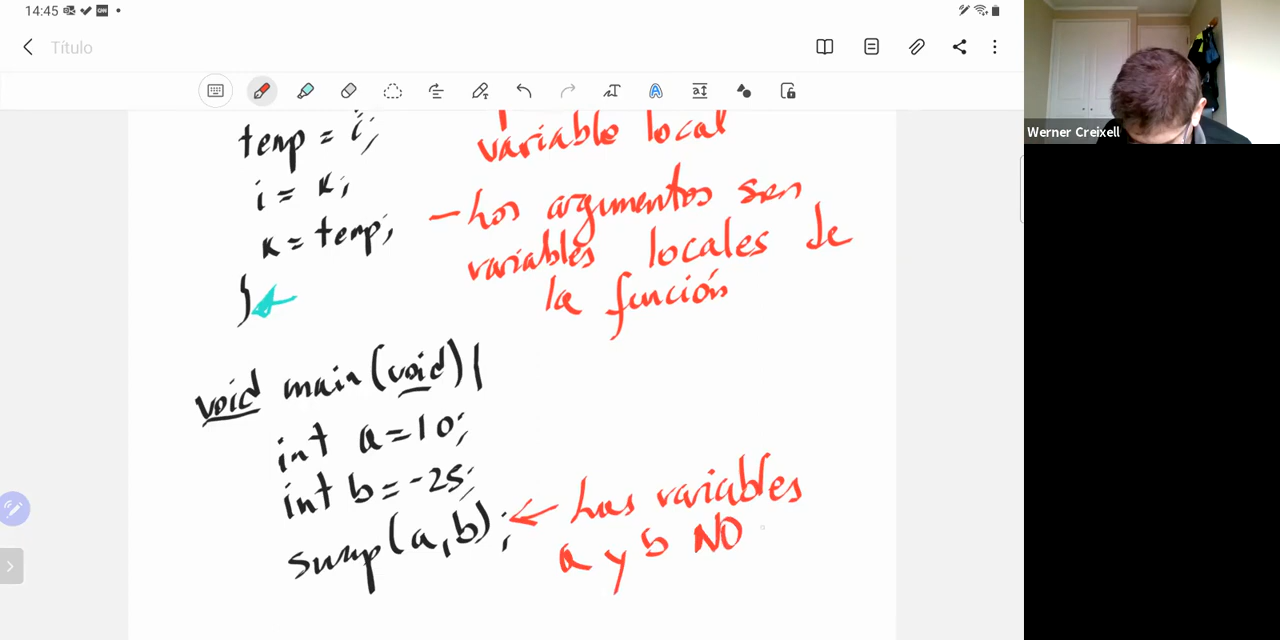 14:45
Título
Werner Creixell
temp = i;
variable local
i = k;
- Los argumentos son
k = temp;
variables locales de
la función
}
void main(void){
int a = 10;
int b = -25;
swap(a,b); ← Las variables
a y b NO